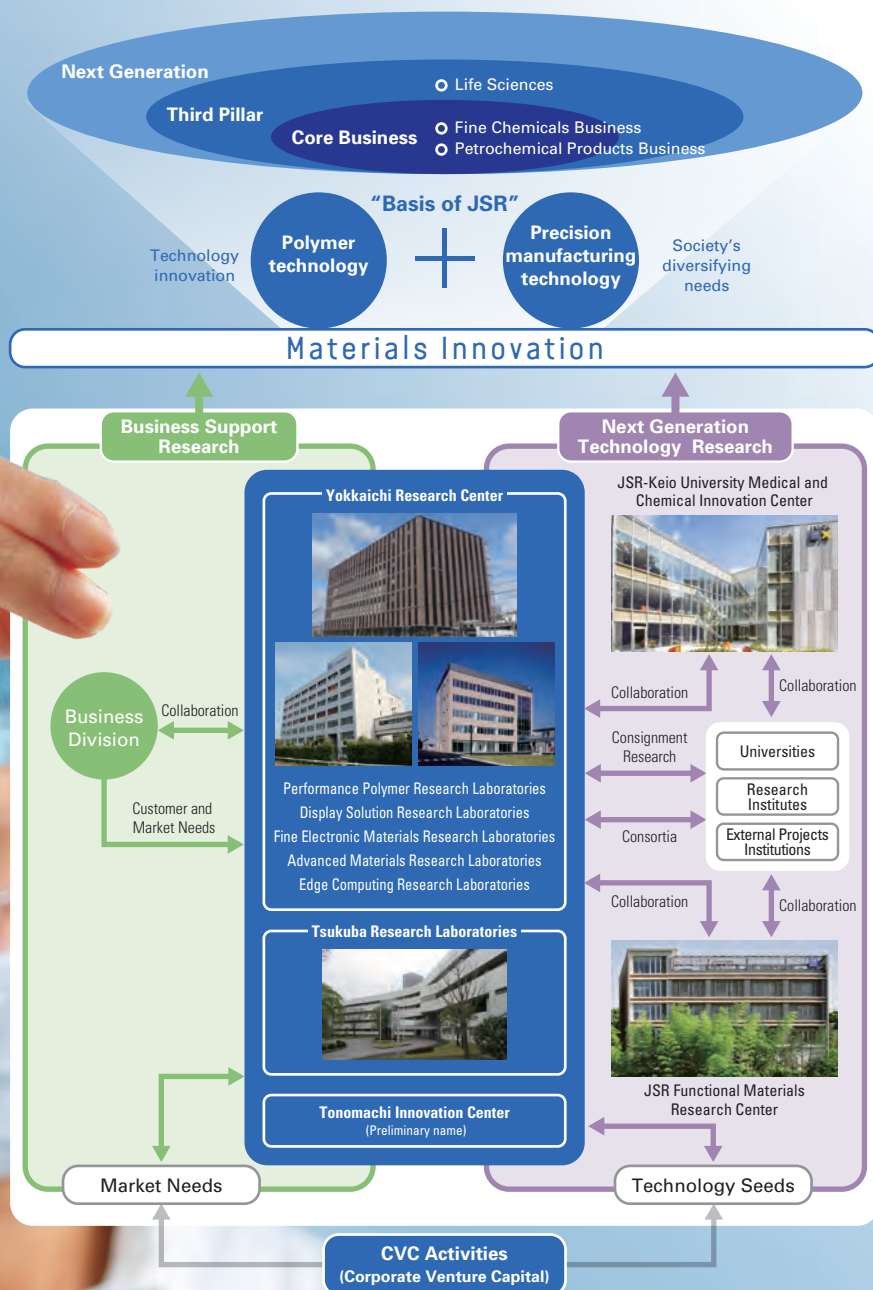 Next Generation
Life Sciences
Third Pillar
Core Business
Fine Chemicals Business
Petrochemical Products Business
"Basis of JSR"
Technology
innovation
Polymer
technology
Precision
manufacturing
technology
Society's
diversifying
needs
Materials Innovation
Business Support
Research
Next Generation
Technology Research
Yokkaichi Research Center
JSR-Keio University Medical and
Chemical Innovation Center
Business
Division
Collaboration
Customer and
Market Needs
Performance Polymer Research Laboratories
Display Solution Research Laboratories
Fine Electronic Materials Research Laboratories
Advanced Materials Research Laboratories
Edge Computing Research Laboratories
Collaboration
Collaboration
Consignment
Research
Consortia
Universities
Research
Institutes
External Projects
Institutions
Collaboration
Collaboration
Tsukuba Research Laboratories
JSR Functional Materials
Research Center
Tonomachi Innovation Center
(Preliminary name)
Market Needs
Technology Seeds
CVC Activities
(Corporate Venture Capital)